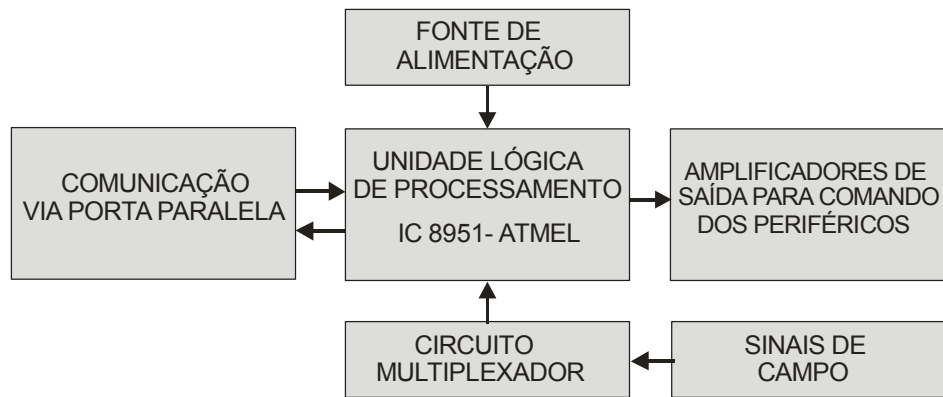 FONTE DE
ALIMENTAÇÃO
COMUNICAÇÃO
VIA PORTA PARALELA
UNIDADE LÓGICA
DE PROCESSAMENTO
IC 8951- ATMEL
AMPLIFICADORES DE
SAÍDA PARA COMANDO
DOS PERIFÉRICOS
CIRCUITO
MULTIPLEXADOR
SINAIS DE
CAMPO